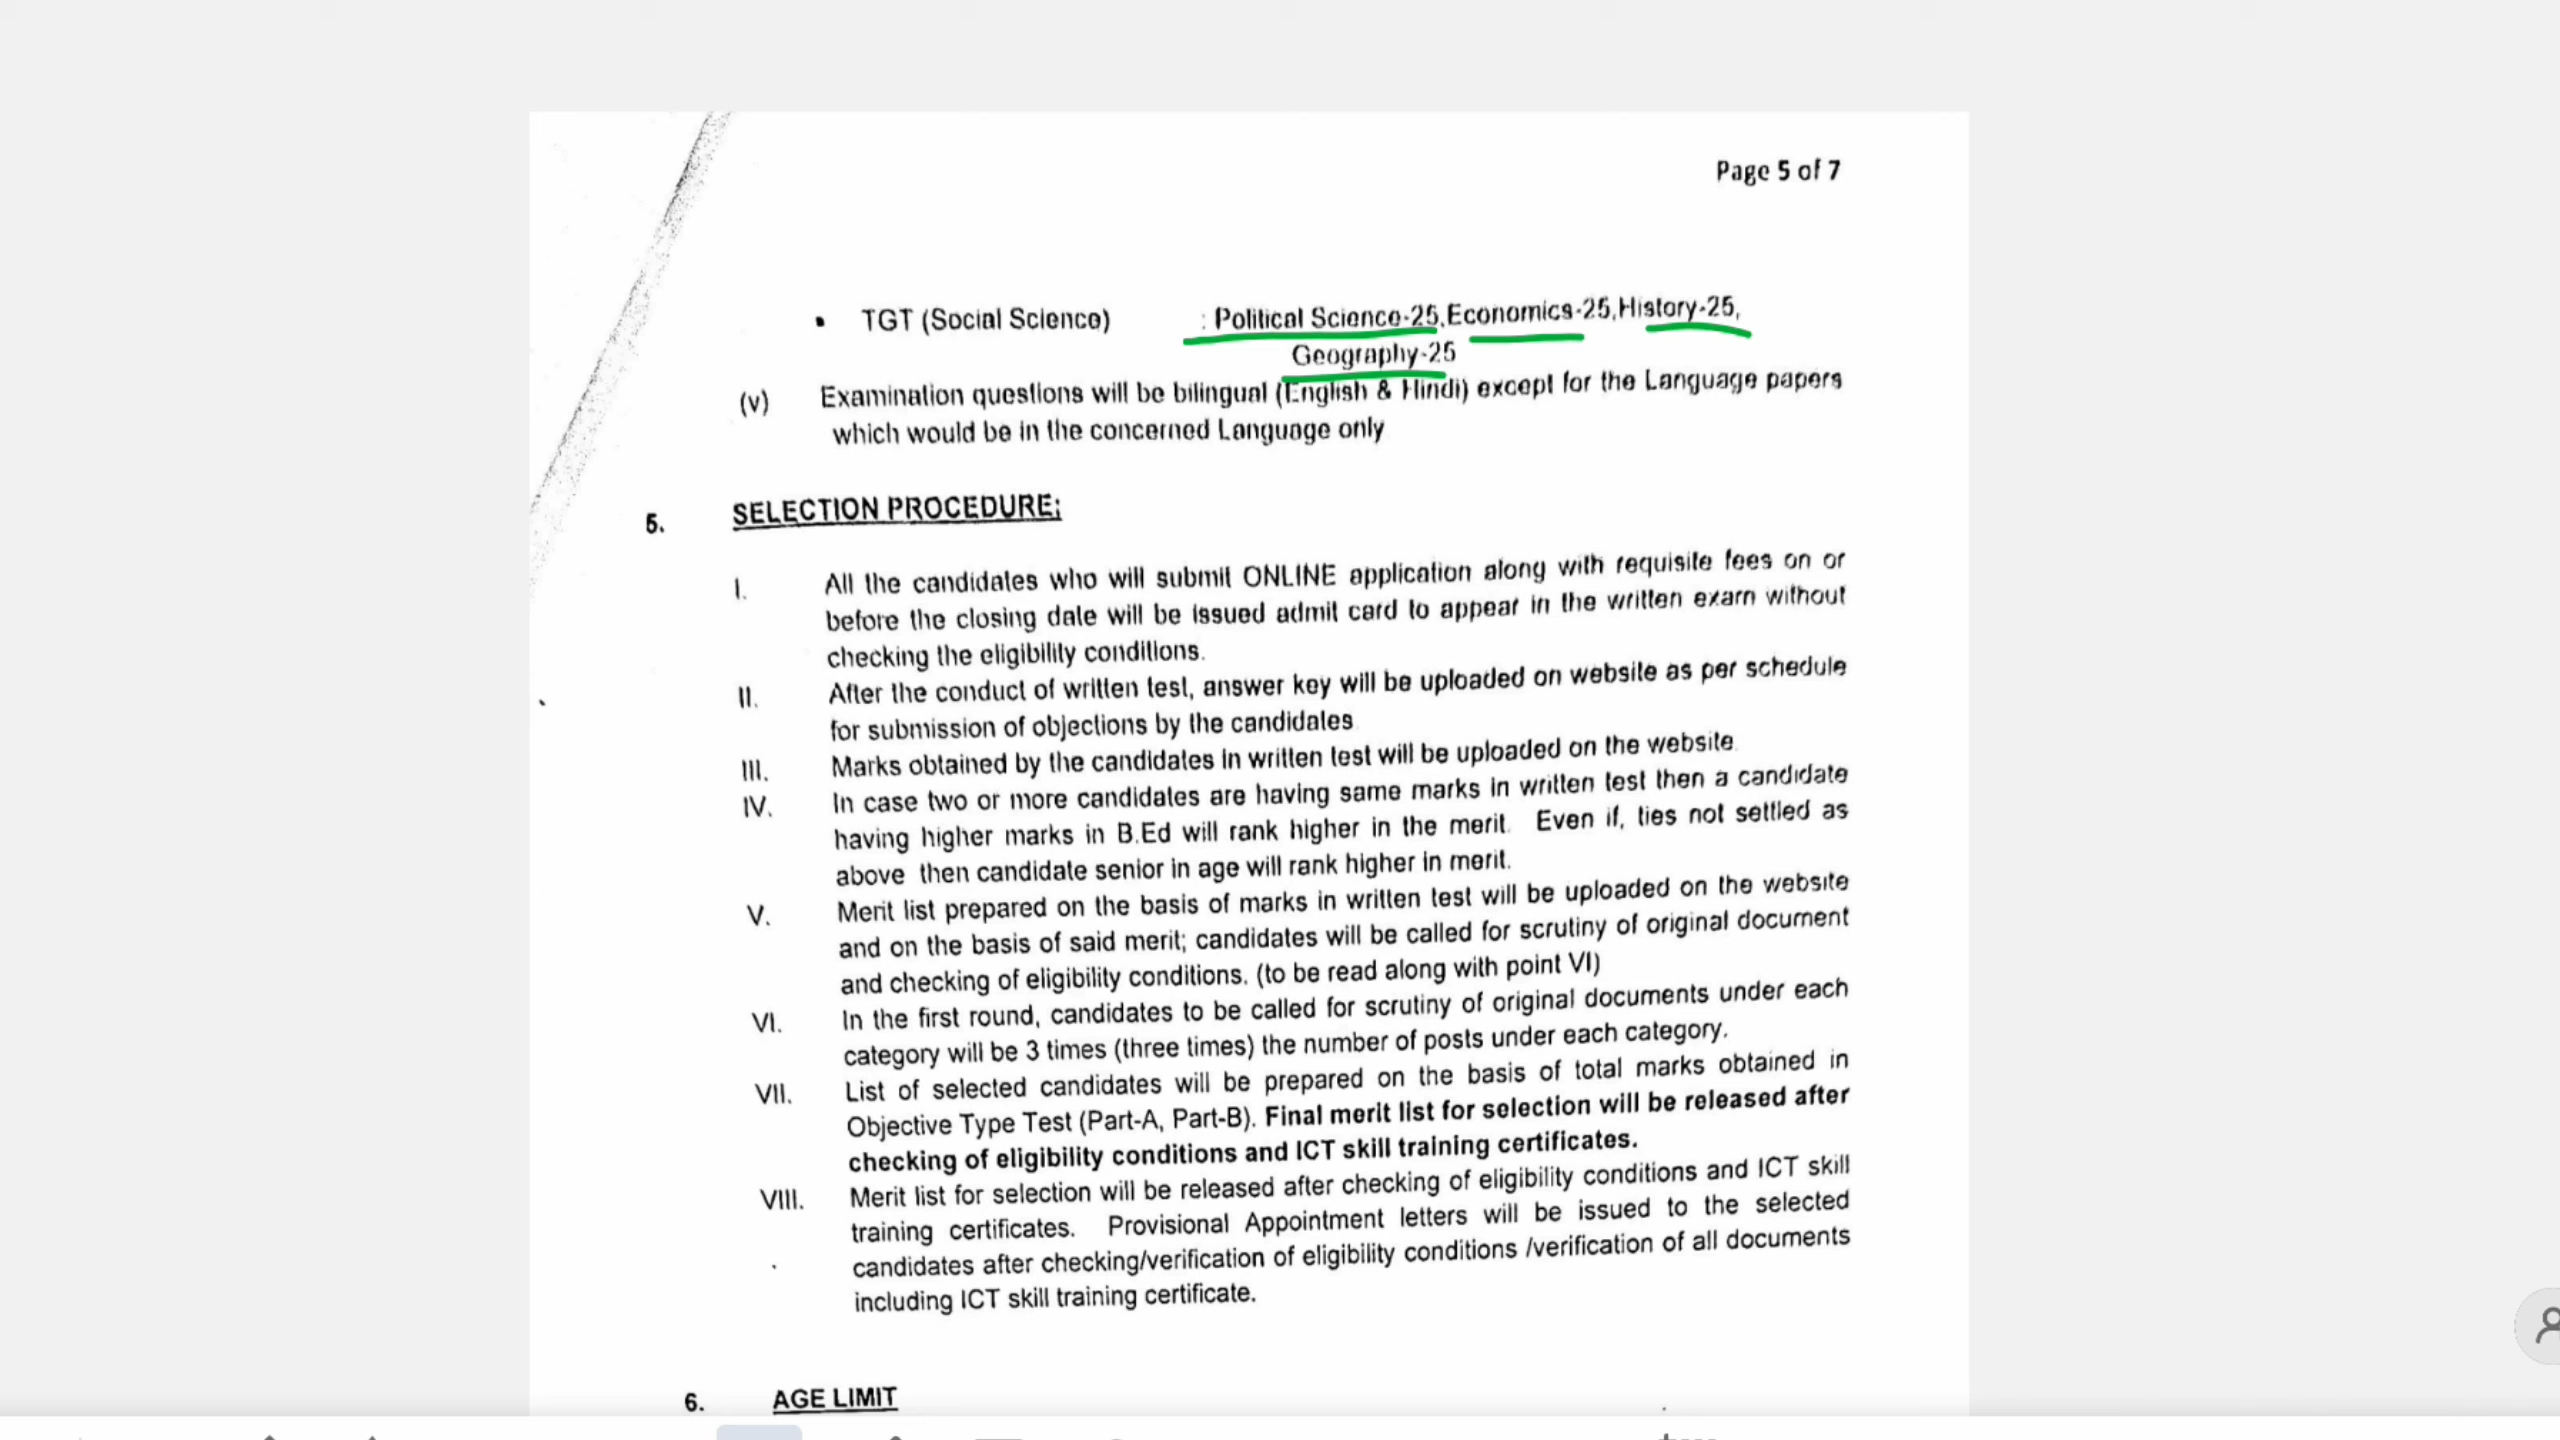 Page 5 of 7
• TGT (Social Science) : Political Science-25,Economics-25,History-25,
Geography-25
(v) Examination questions will be bilingual (English & Hindi) except for the Language papers
which would be in the concerned Language only
5. SELECTION PROCEDURE;
I. All the candidates who will submit ONLINE application along with requisite fees on or
before the closing date will be issued admit card to appear in the written exam without
checking the eligibility conditions.
II. After the conduct of written test, answer key will be uploaded on website as per schedule
for submission of objections by the candidates
III. Marks obtained by the candidates in written test will be uploaded on the website.
IV. In case two or more candidates are having same marks in written test then a candidate
having higher marks in B.Ed will rank higher in the merit. Even if, ties not settled as
above then candidate senior in age will rank higher in merit.
V. Merit list prepared on the basis of marks in written test will be uploaded on the website
and on the basis of said merit; candidates will be called for scrutiny of original document
and checking of eligibility conditions. (to be read along with point VI)
VI. In the first round, candidates to be called for scrutiny of original documents under each
category will be 3 times (three times) the number of posts under each category.
VII. List of selected candidates will be prepared on the basis of total marks obtained in
Objective Type Test (Part-A, Part-B). Final merit list for selection will be released after
checking of eligibility conditions and ICT skill training certificates.
VIII. Merit list for selection will be released after checking of eligibility conditions and ICT skill
training certificates. Provisional Appointment letters will be issued to the selected
candidates after checking/verification of eligibility conditions /verification of all documents
including ICT skill training certificate.
6. AGE LIMIT